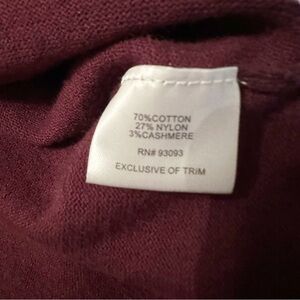 70%COTTON
27% NYLON
3%CASHMERE
RN# 93093
EXCLUSIVE OF TRIM